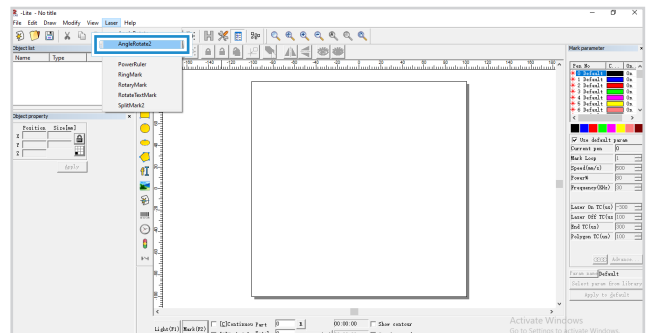 -Lite - No title
File Edit Draw Modify View Laser Help
AngleRotate2
PowerRuler
RingMark
RotaryMark
RotateTextMark
SplitMark2
Object list
Name Type
Object property
Position Size[mm]
X
Y
Z
Apply
Mark parameter
Pen No C... On...
0 Default On
1 Default On
2 Default On
3 Default On
4 Default On
5 Default On
6 Default On
Use default param
Current pen 0
Mark Loop 1
Speed(mm/s) 500
Power% 50
Frequency(KHz) 30
Laser On TC(us) -300
Laser Off TC(us 100
End TC(us) 300
Polygon TC(us) 100
Advance...
Default
Select param from library
Apply to default
Light(F1) Mark(F2) [C]Continuous Part 0 R 00:00:00 Show contour
Activate Windows
Go to Settings to activate Windows.